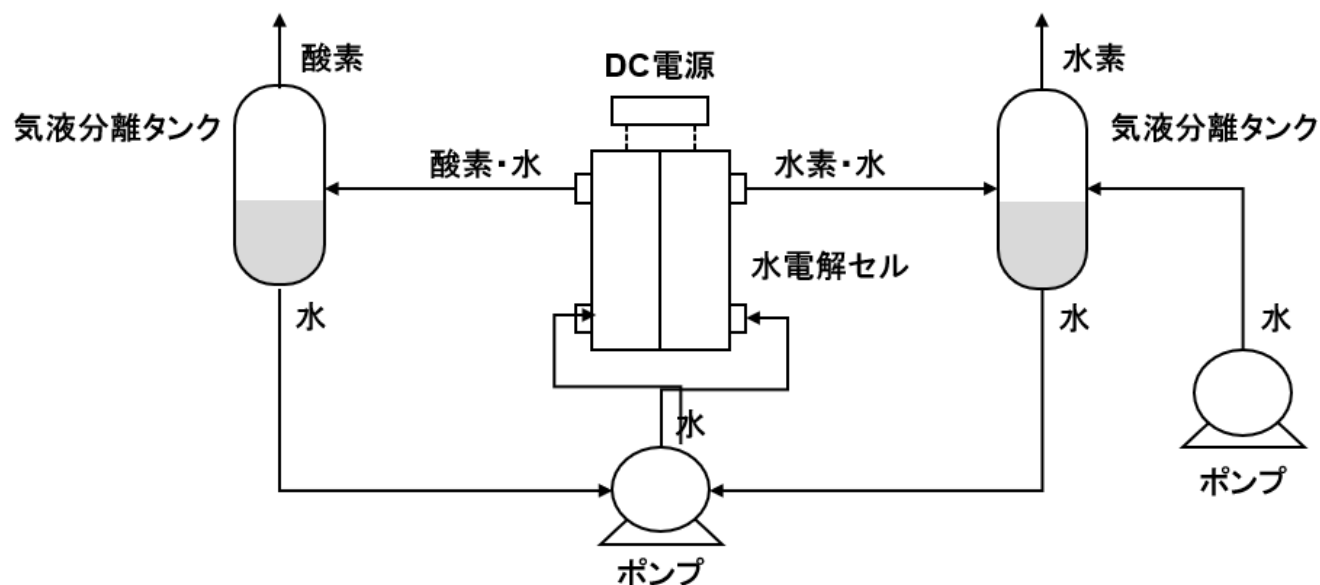 酸素
水素
DC電源
気液分離タンク
気液分離タンク
酸素・水
水素・水
水電解セル
水
水
水
水
ポンプ
ポンプ